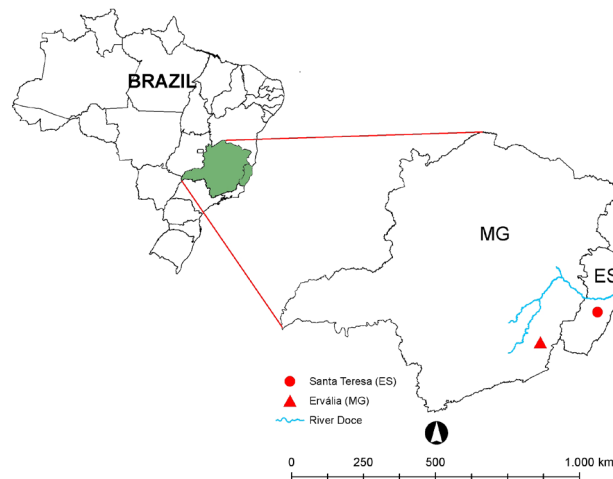 BRAZIL
MG
ES
Santa Teresa (ES)
Ervália (MG)
River Doce
0 250 500 1.000 km